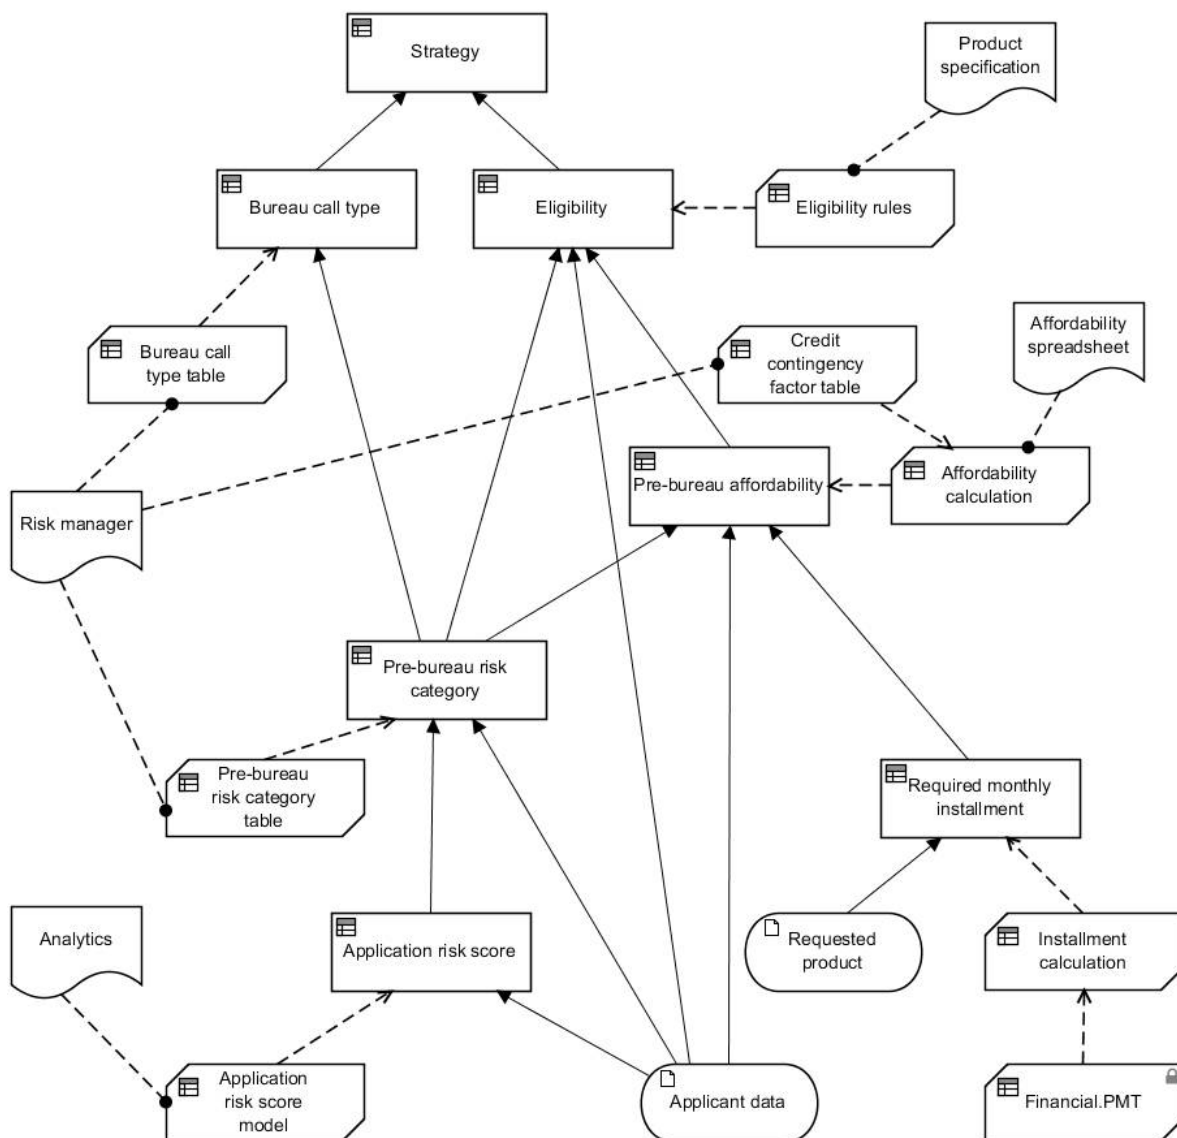 Strategy
Product
specification
Bureau call type
Eligibility
Eligibility rules
Bureau call
type table
Credit
contingency
factor table
Affordability
spreadsheet
Pre-bureau affordability
Affordability
calculation
Risk manager
Pre-bureau risk
category
Pre-bureau
risk category
table
Required monthly
installment
Analytics
Application risk score
Requested
product
Installment
calculation
Application
risk score
model
Applicant data
Financial.PMT